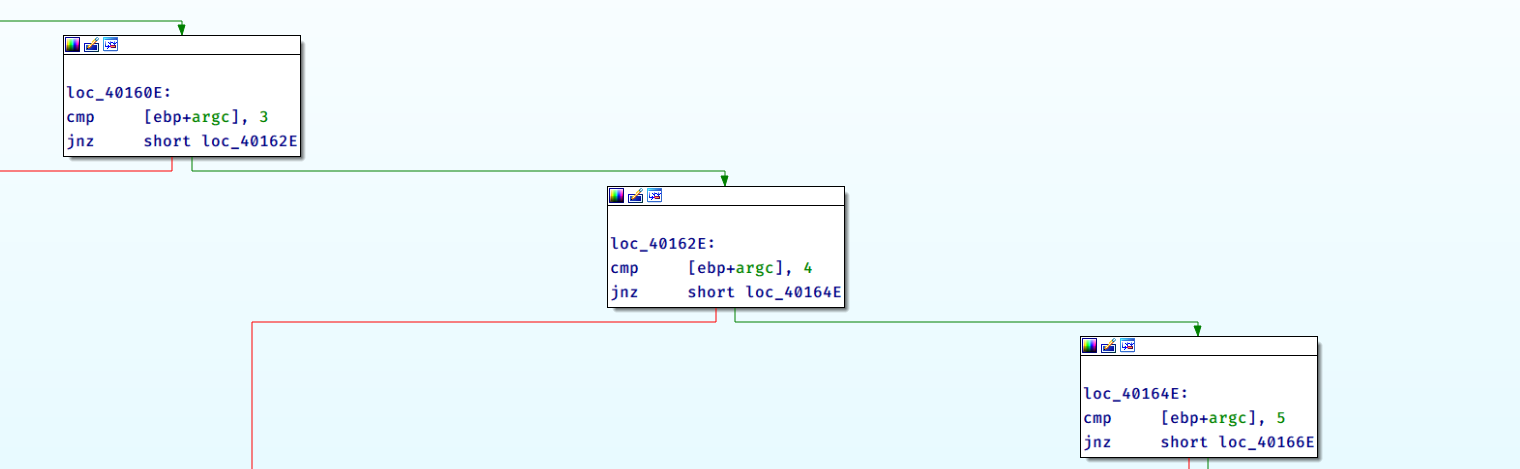 loc_40160E:
cmp     [ebp+argc], 3
jnz     short loc_40162E
loc_40162E:
cmp     [ebp+argc], 4
jnz     short loc_40164E
loc_40164E:
cmp     [ebp+argc], 5
jnz     short loc_40166E